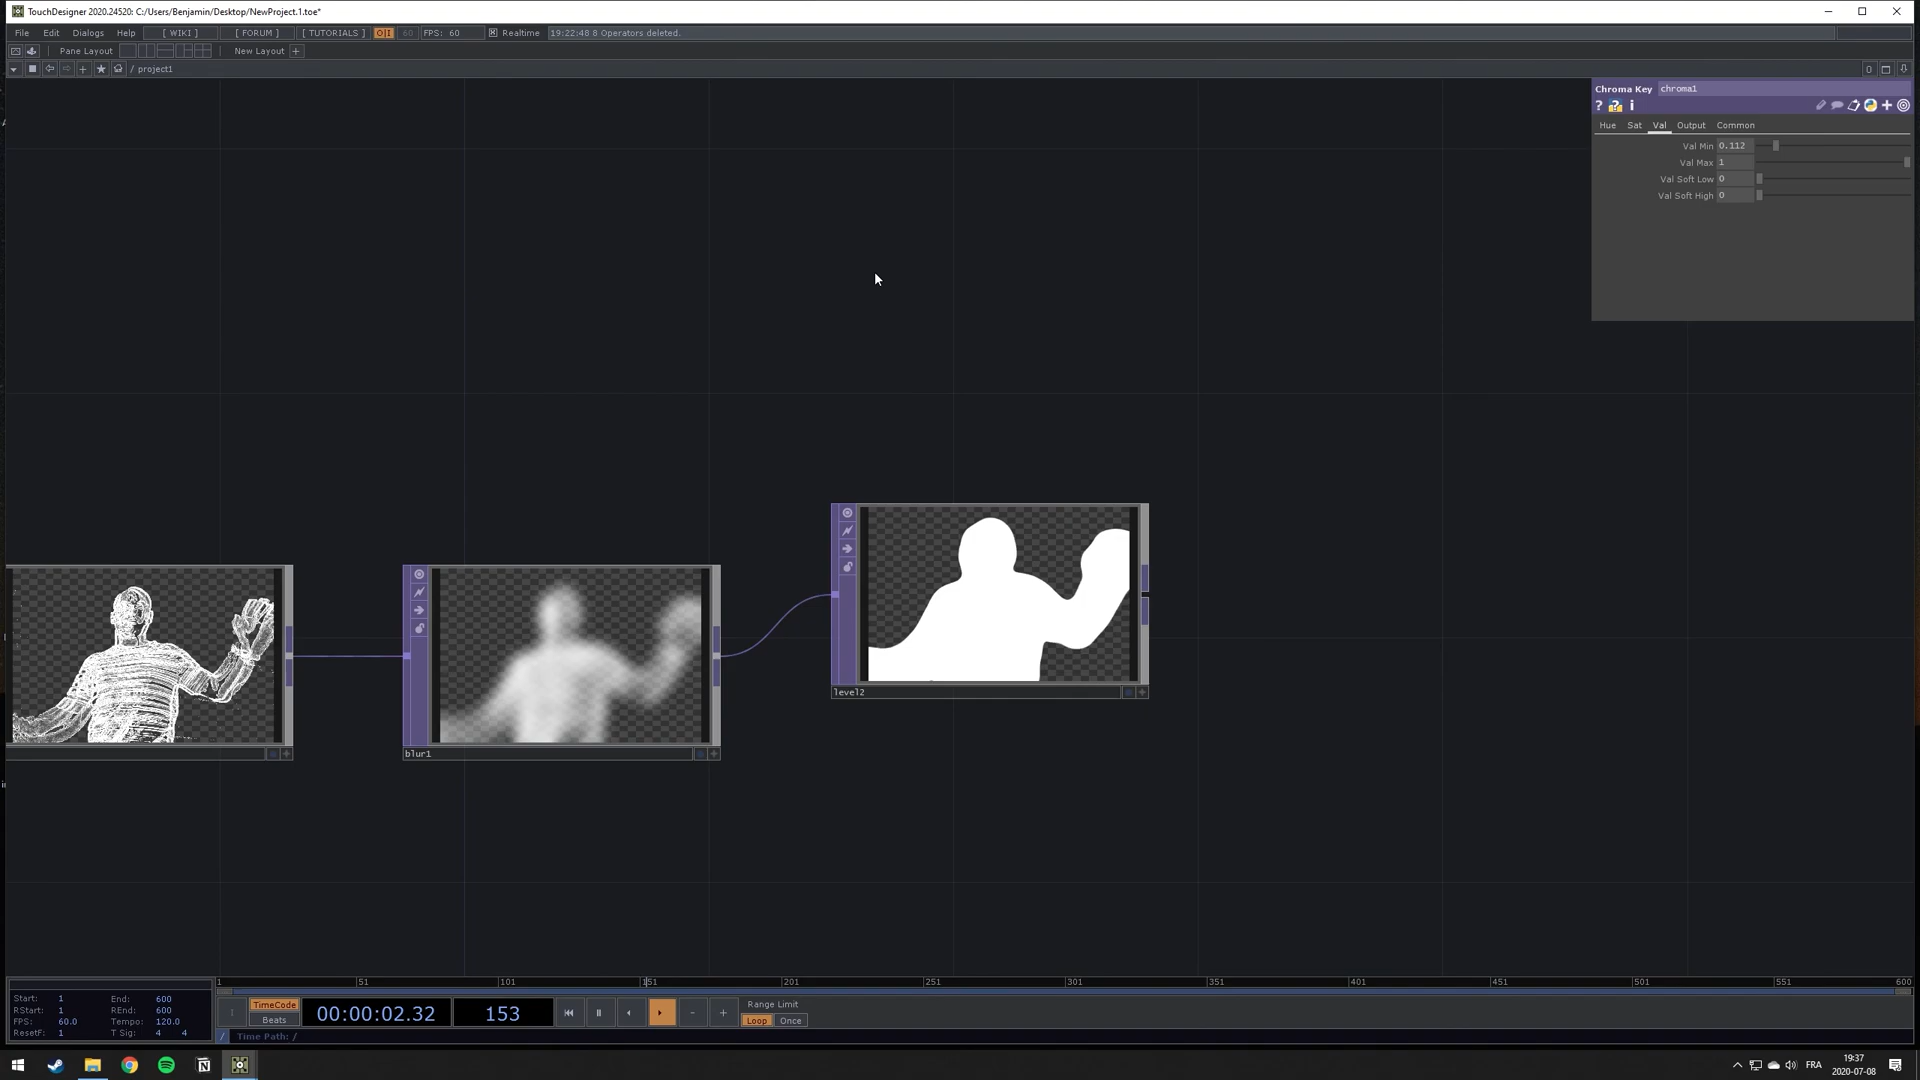 TouchDesigner 2020.24520: C:/Users/Benjamin/Desktop/NewProject.1.toe*
File Edit Dialogs Help [ WIKI ] [ FORUM ] [ TUTORIALS ] O|I 60 FPS: 60 Realtime 19:22:48 8 Operators deleted.
Pane Layout New Layout +
/ project1
0
Chroma Key chroma1
? ? i
Hue Sat Val Output Common
Val Min 0.112
Val Max 1
Val Soft Low 0
Val Soft High 0
level2
blur1
1 51 101 151 201 251 301 351 401 451 501 551 600
Start: 1 End: 600
RStart: 1 REnd: 600
FPS: 60.0 Tempo: 120.0
ResetF: 1 T Sig: 4 4
TimeCode
Beats
00:00:02.32
153
- +
Range Limit
Loop Once
/ Time Path: /
FRA
19:37
2020-07-08